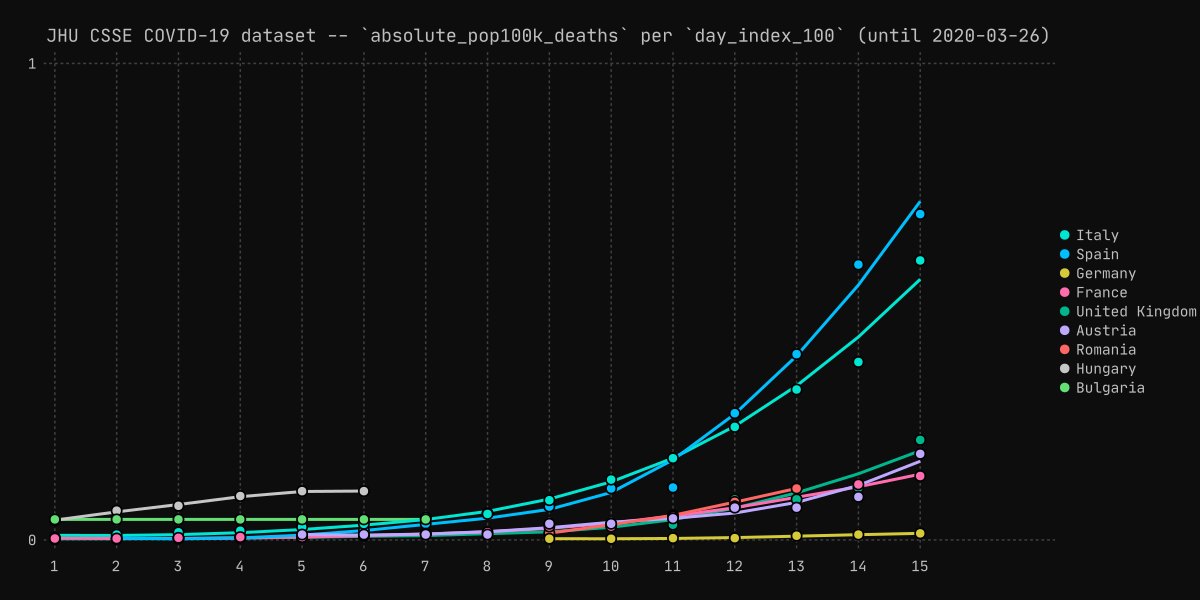 JHU CSSE COVID-19 dataset -- `absolute_pop100k_deaths` per `day_index_100` (until 2020-03-26)
1
Italy
Spain
Germany
France
United Kingdom
Austria
Romania
Hungary
Bulgaria
0
1 2 3 4 5 6 7 8 9 10 11 12 13 14 15